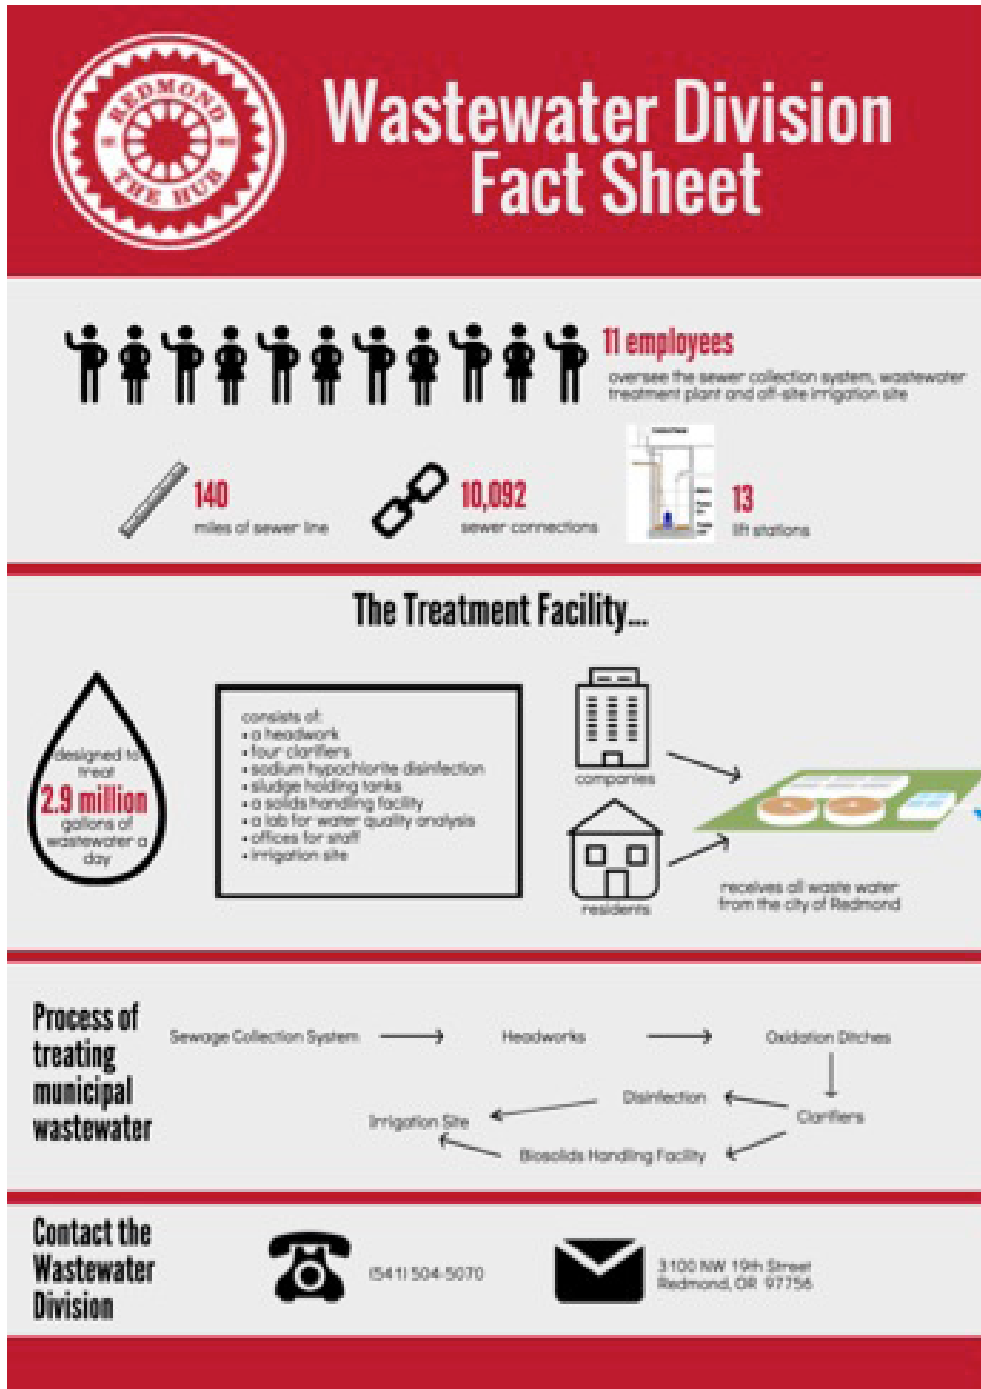 REDMOND
THE HUB
Wastewater Division
Fact Sheet
11 employees
oversee the sewer collection system, wastewater
treatment plant and off-site irrigation site
140
miles of sewer line
10,092
sewer connections
13
lift stations
The Treatment Facility...
designed to
treat
2.9 million
gallons of
wastewater a
day
consists of:
• a headwork
• four clarifiers
• sodium hypochlorite disinfection
• sludge holding tanks
• a solids handling facility
• a lab for water quality analysis
• offices for staff
• irrigation site
companies
residents
receives all waste water
from the city of Redmond
Process of
treating
municipal
wastewater
Sewage Collection System
Headworks
Oxidation Ditches
Clarifiers
Disinfection
Biosolids Handling Facility
Irrigation Site
Contact the
Wastewater
Division
(541) 504-5070
3100 NW 19th Street
Redmond, OR 97756